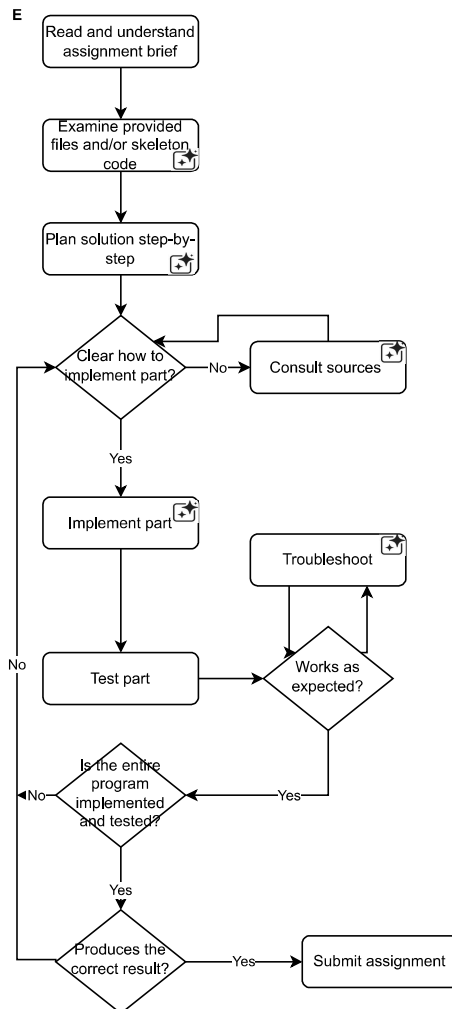 E
Read and understand
assignment brief
Examine provided
files and/or skeleton
code
Plan solution step-by-
step
Clear how to
implement part?
No
Consult sources
Yes
Implement part
Troubleshoot
No
Test part
Works as
expected?
Is the entire
program
implemented
and tested?
No
Yes
Yes
Produces the
correct result?
Yes
Submit assignment